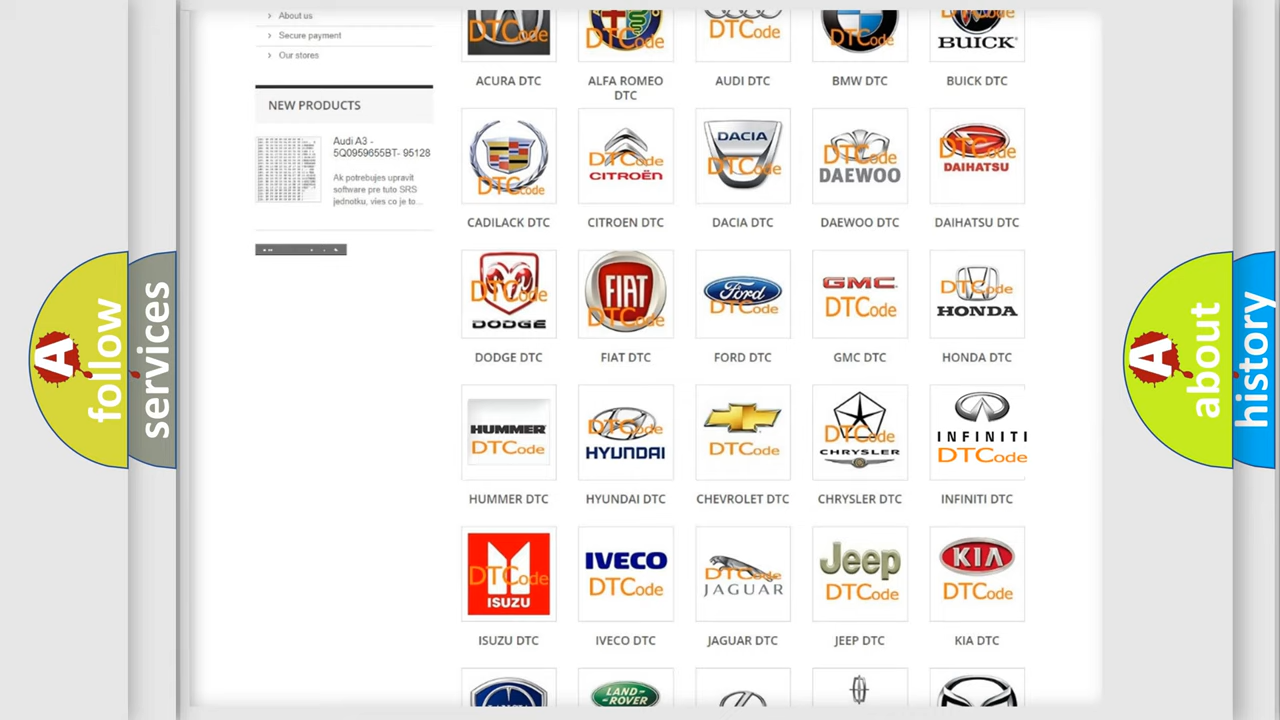 About us
Secure payment
Our stores
NEW PRODUCTS
Audi A3 -
5Q0959655BT- 95128
Ak potrebujes upravit
software pre tuto SRS
jednotku, vies co je to...
DTCode
DTCode
DTCode
DTCode
BUICK
ACURA DTC
ALFA ROMEO
DTC
AUDI DTC
BMW DTC
BUICK DTC
DTCode
DTCode
CITROËN
DACIA
DTCode
DTCode
DAEWOO
DTCode
DAIHATSU
CADILACK DTC
CITROEN DTC
DACIA DTC
DAEWOO DTC
DAIHATSU DTC
DTCode
DODGE
FIAT
DTCode
Ford
DTCode
GMC
DTCode
DTCode
HONDA
DODGE DTC
FIAT DTC
FORD DTC
GMC DTC
HONDA DTC
HUMMER
DTCode
DTCode
HYUNDAI
DTCode
DTCode
CHRYSLER
INFINITI
DTCode
HUMMER DTC
HYUNDAI DTC
CHEVROLET DTC
CHRYSLER DTC
INFINITI DTC
DTCode
ISUZU
IVECO
DTCode
DTCode
JAGUAR
Jeep
DTCode
KIA
DTCode
ISUZU DTC
IVECO DTC
JAGUAR DTC
JEEP DTC
KIA DTC
LAND-
ROVER
A
follow
services
A
about
history